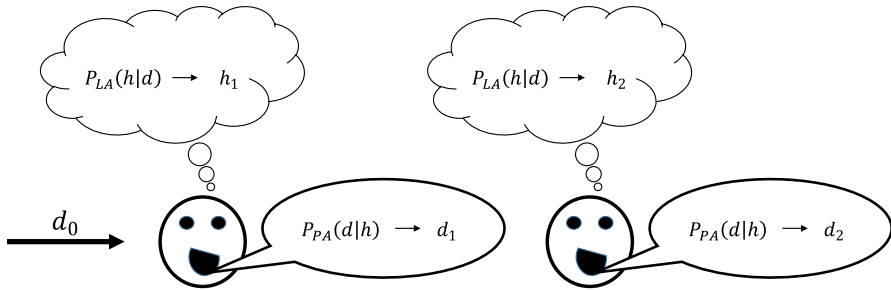 P_{LA}(h|d) → h_1
P_{LA}(h|d) → h_2
d_0
P_{PA}(d|h) → d_1
P_{PA}(d|h) → d_2